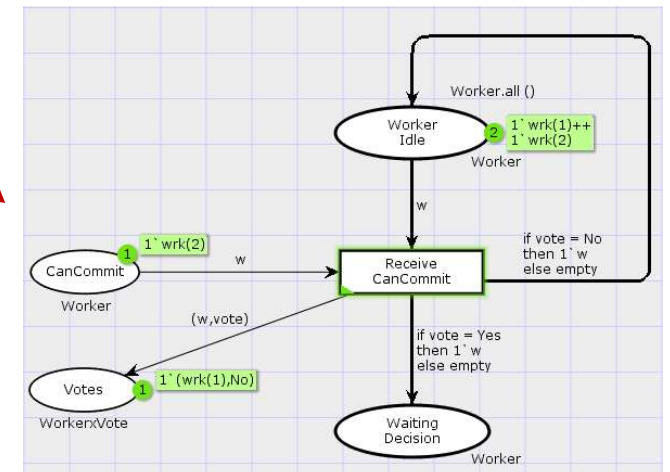 Worker.all ()
Worker
Idle
2
1`wrk(1)++
1`wrk(2)
Worker
w
1
1`wrk(2)
CanCommit
Worker
w
Receive
CanCommit
if vote = No
then 1`w
else empty
(w,vote)
if vote = Yes
then 1`w
else empty
Votes
1
1`(wrk(1),No)
WorkerxVote
Waiting
Decision
Worker